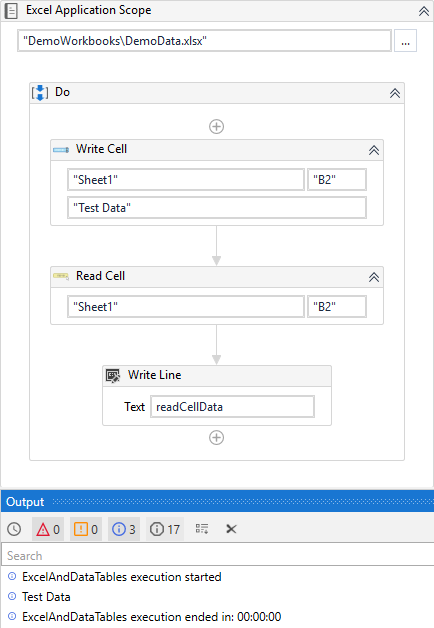 Excel Application Scope
"DemoWorkbooks\DemoData.xlsx" ...
Do
Write Cell
"Sheet1" "B2"
"Test Data"
Read Cell
"Sheet1" "B2"
Write Line
Text readCellData
Output
0 0 3 17
Search
ExcelAndDataTables execution started
Test Data
ExcelAndDataTables execution ended in: 00:00:00